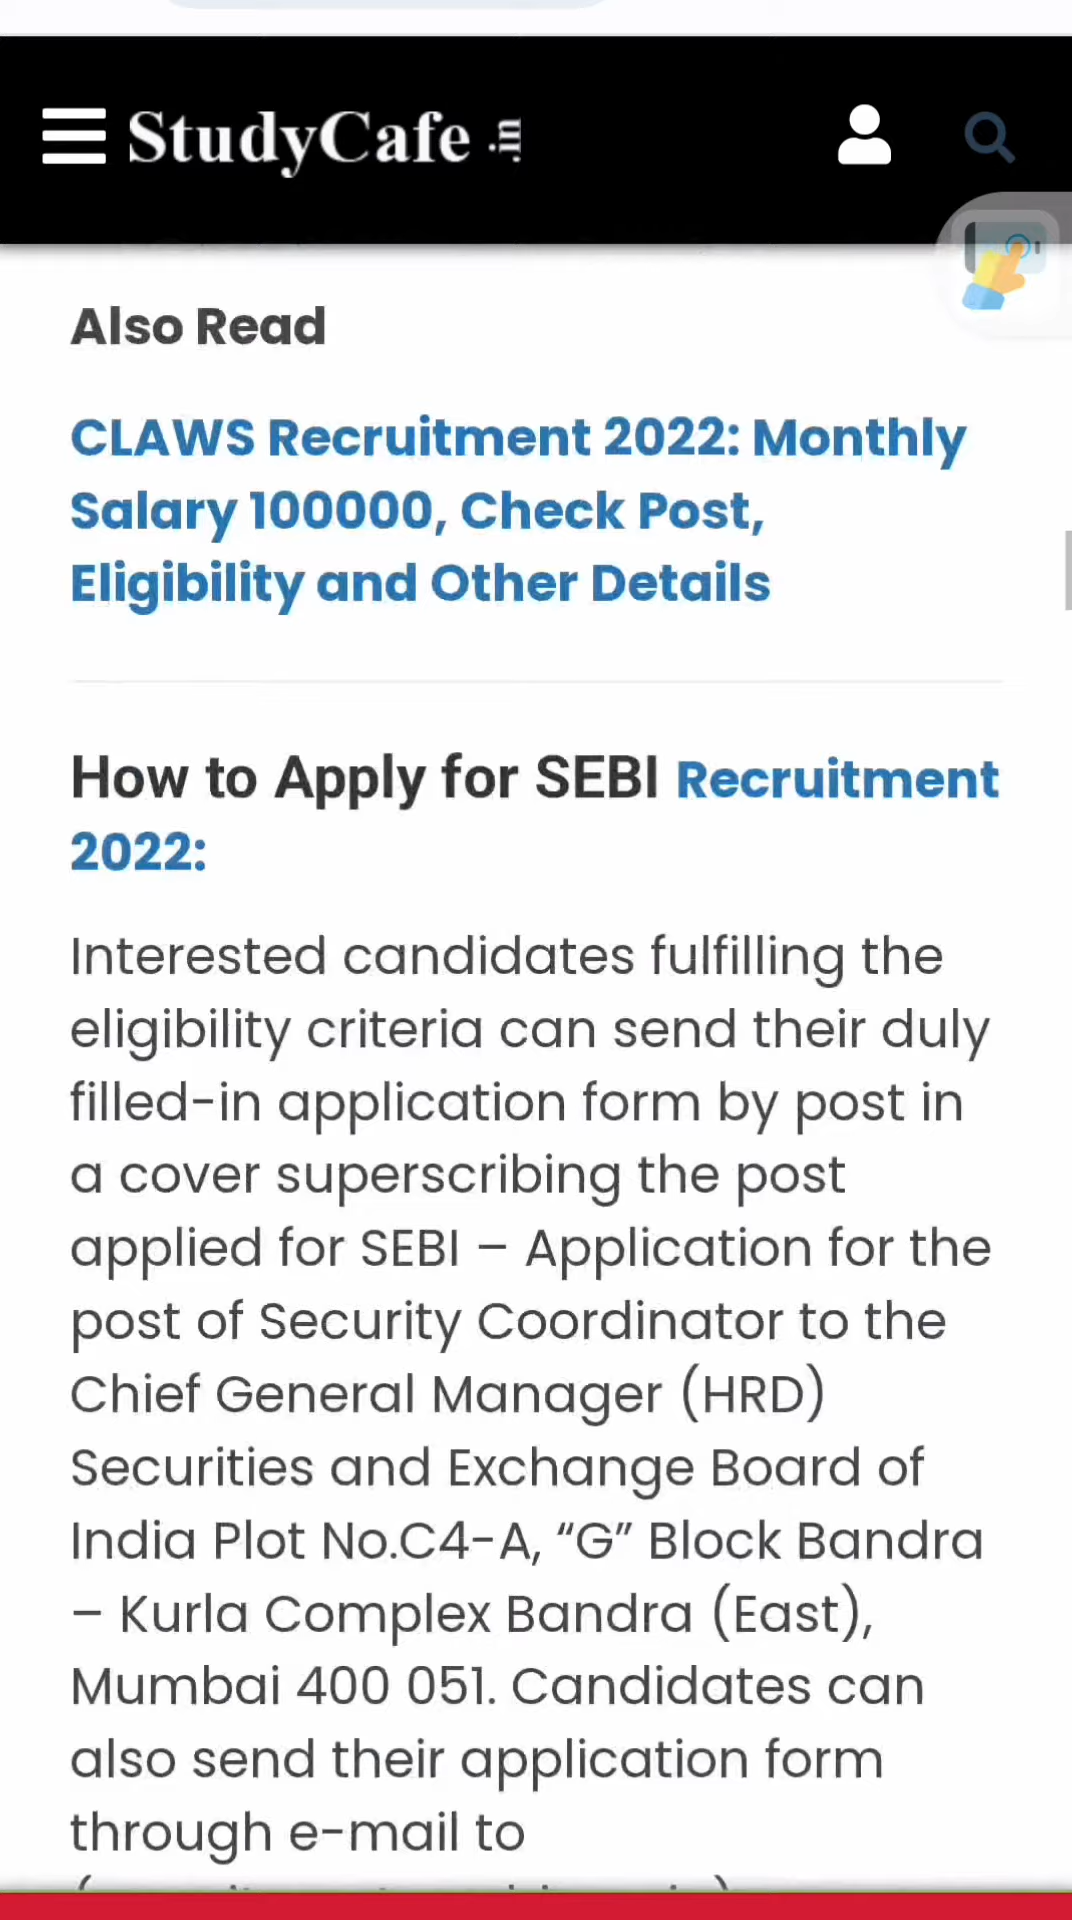 StudyCafe .in
Also Read
CLAWS Recruitment 2022: Monthly
Salary 100000, Check Post,
Eligibility and Other Details
How to Apply for SEBI Recruitment
2022:
Interested candidates fulfilling the
eligibility criteria can send their duly
filled-in application form by post in
a cover superscribing the post
applied for SEBI – Application for the
post of Security Coordinator to the
Chief General Manager (HRD)
Securities and Exchange Board of
India Plot No.C4-A, “G” Block Bandra
– Kurla Complex Bandra (East),
Mumbai 400 051. Candidates can
also send their application form
through e-mail to